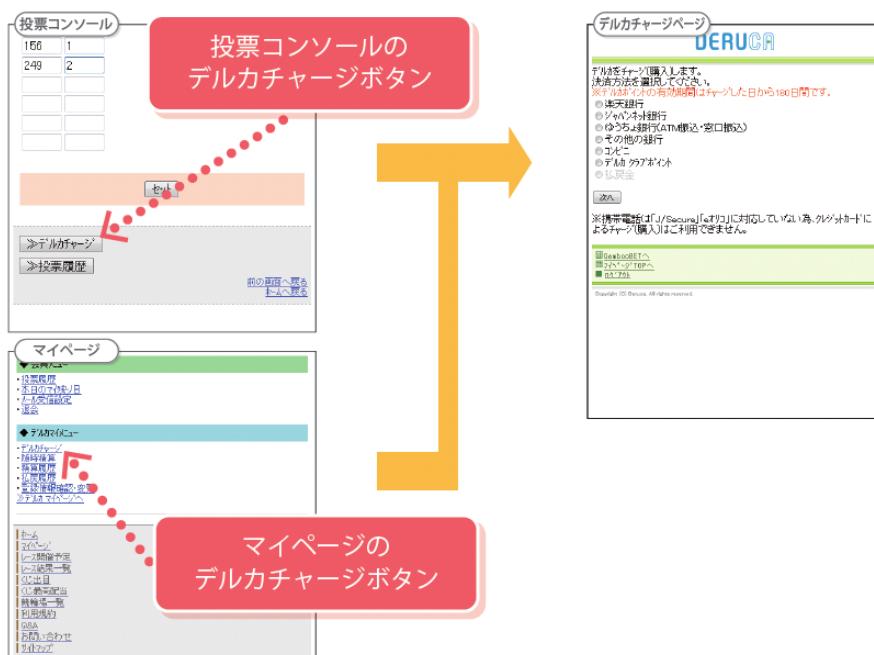 投票コンソール
156 1
249 2
投票コンソールの
デルカチャージボタン
セット
≫デルカチャージ
≫投票履歴
前の画面へ戻る
ホームへ戻る
マイページ
・投票履歴
・メール受信設定
・退会
◆ デルカマイメニュー
・デルカチャージ
・随時精算
・精算履歴
・払戻履歴
・登録情報確認・変更
≫デルカマイページへ
マイページの
デルカチャージボタン
ホーム
マイページ
レース開催予定
レース結果一覧
くじ出目
くじ最高配当
競輪場一覧
利用規約
Q&A
お問い合わせ
サイトマップ
デルカチャージページ
DERUCA
デルカをチャージ(購入)します。
決済方法を選択してください。
※デルカポイントの有効期間はチャージした日から180日間です。
楽天銀行
ジャパンネット銀行
ゆうちょ銀行(ATM振込・窓口振込)
その他の銀行
コンビニ
デルカ クラブポイント
払戻金
次へ
※携帯電話は「J/Secure」「eオリコ」に対応していない為、クレジットカードに
よるチャージ(購入)はご利用できません。
GambooBETへ
マイページTOPへ
ログアウト
Copyright (C) Deruca. All rights reserved.